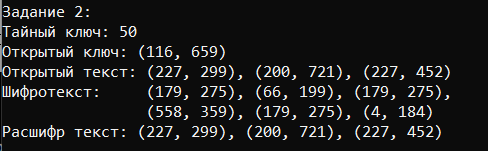 Задание 2:
Тайный ключ: 50
Открытый ключ: (116, 659)
Открытый текст: (227, 299), (200, 721), (227, 452)
Шифротекст: (179, 275), (66, 199), (179, 275),
(558, 359), (179, 275), (4, 184)
Расшифр текст: (227, 299), (200, 721), (227, 452)